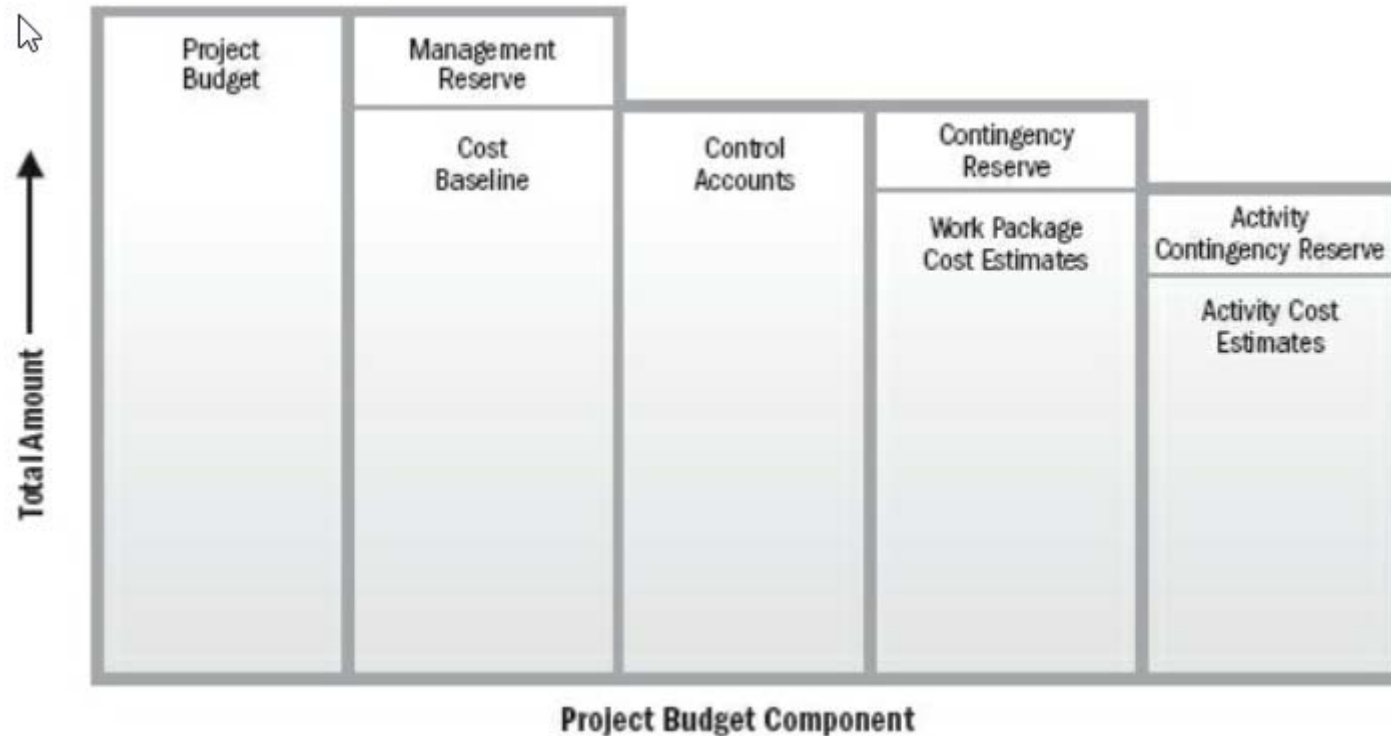 Project
Budget
Management
Reserve
Cost
Baseline
Control
Accounts
Contingency
Reserve
Work Package
Cost Estimates
Activity
Contingency Reserve
Activity Cost
Estimates
Total Amount
Project Budget Component